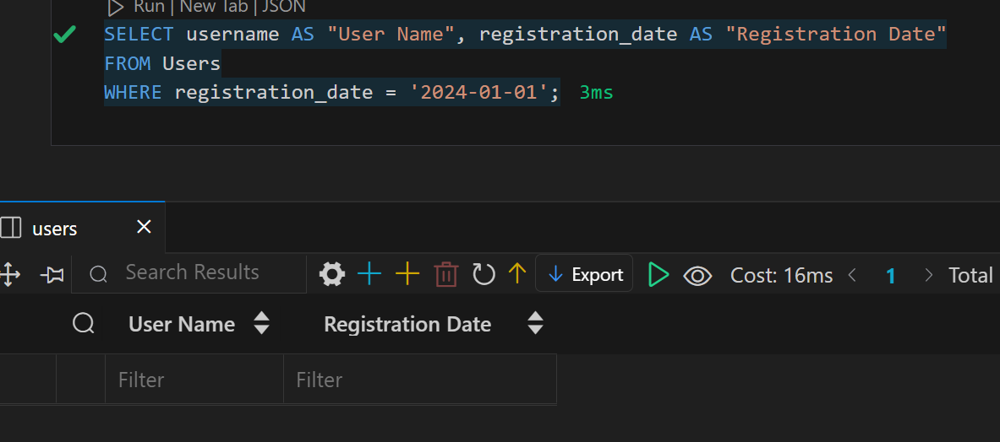 Run | New Tab | JSON
SELECT username AS "User Name", registration_date AS "Registration Date"
FROM Users
WHERE registration_date = '2024-01-01'; 3ms
users
Search Results Export Cost: 16ms 1 Total
User Name Registration Date
Filter Filter